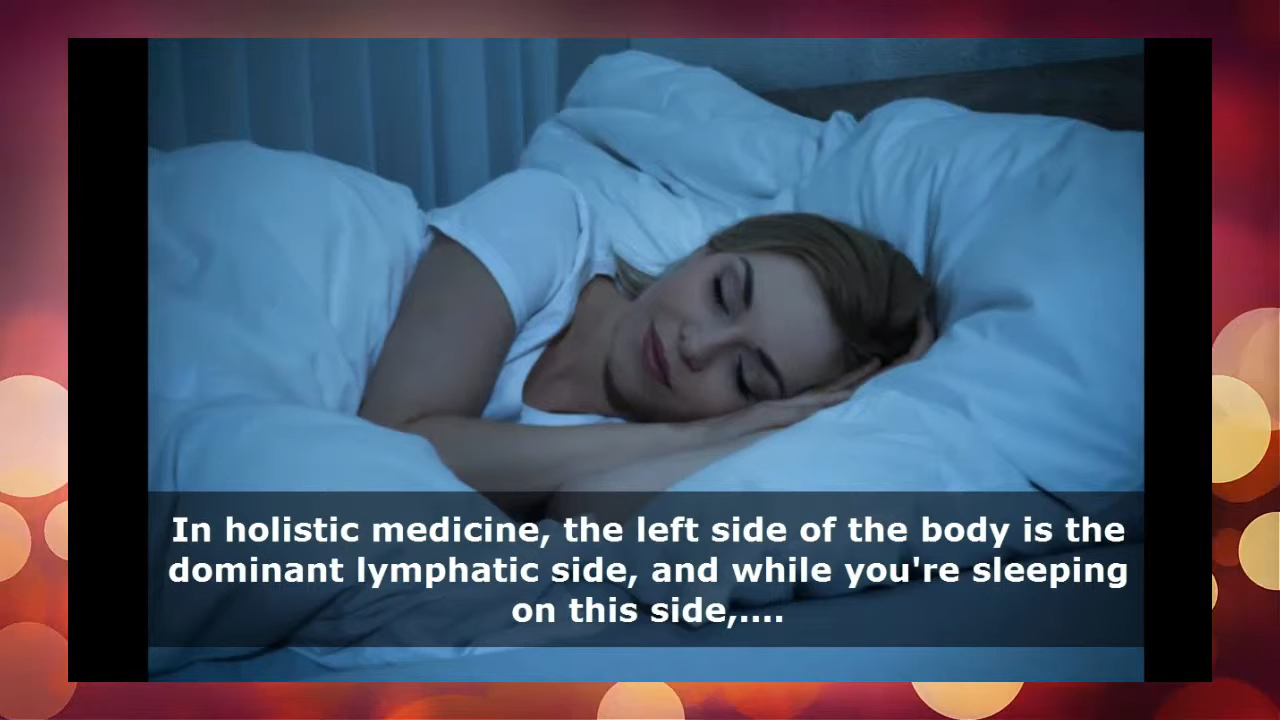 In holistic medicine, the left side of the body is the
dominant lymphatic side, and while you're sleeping
on this side,....